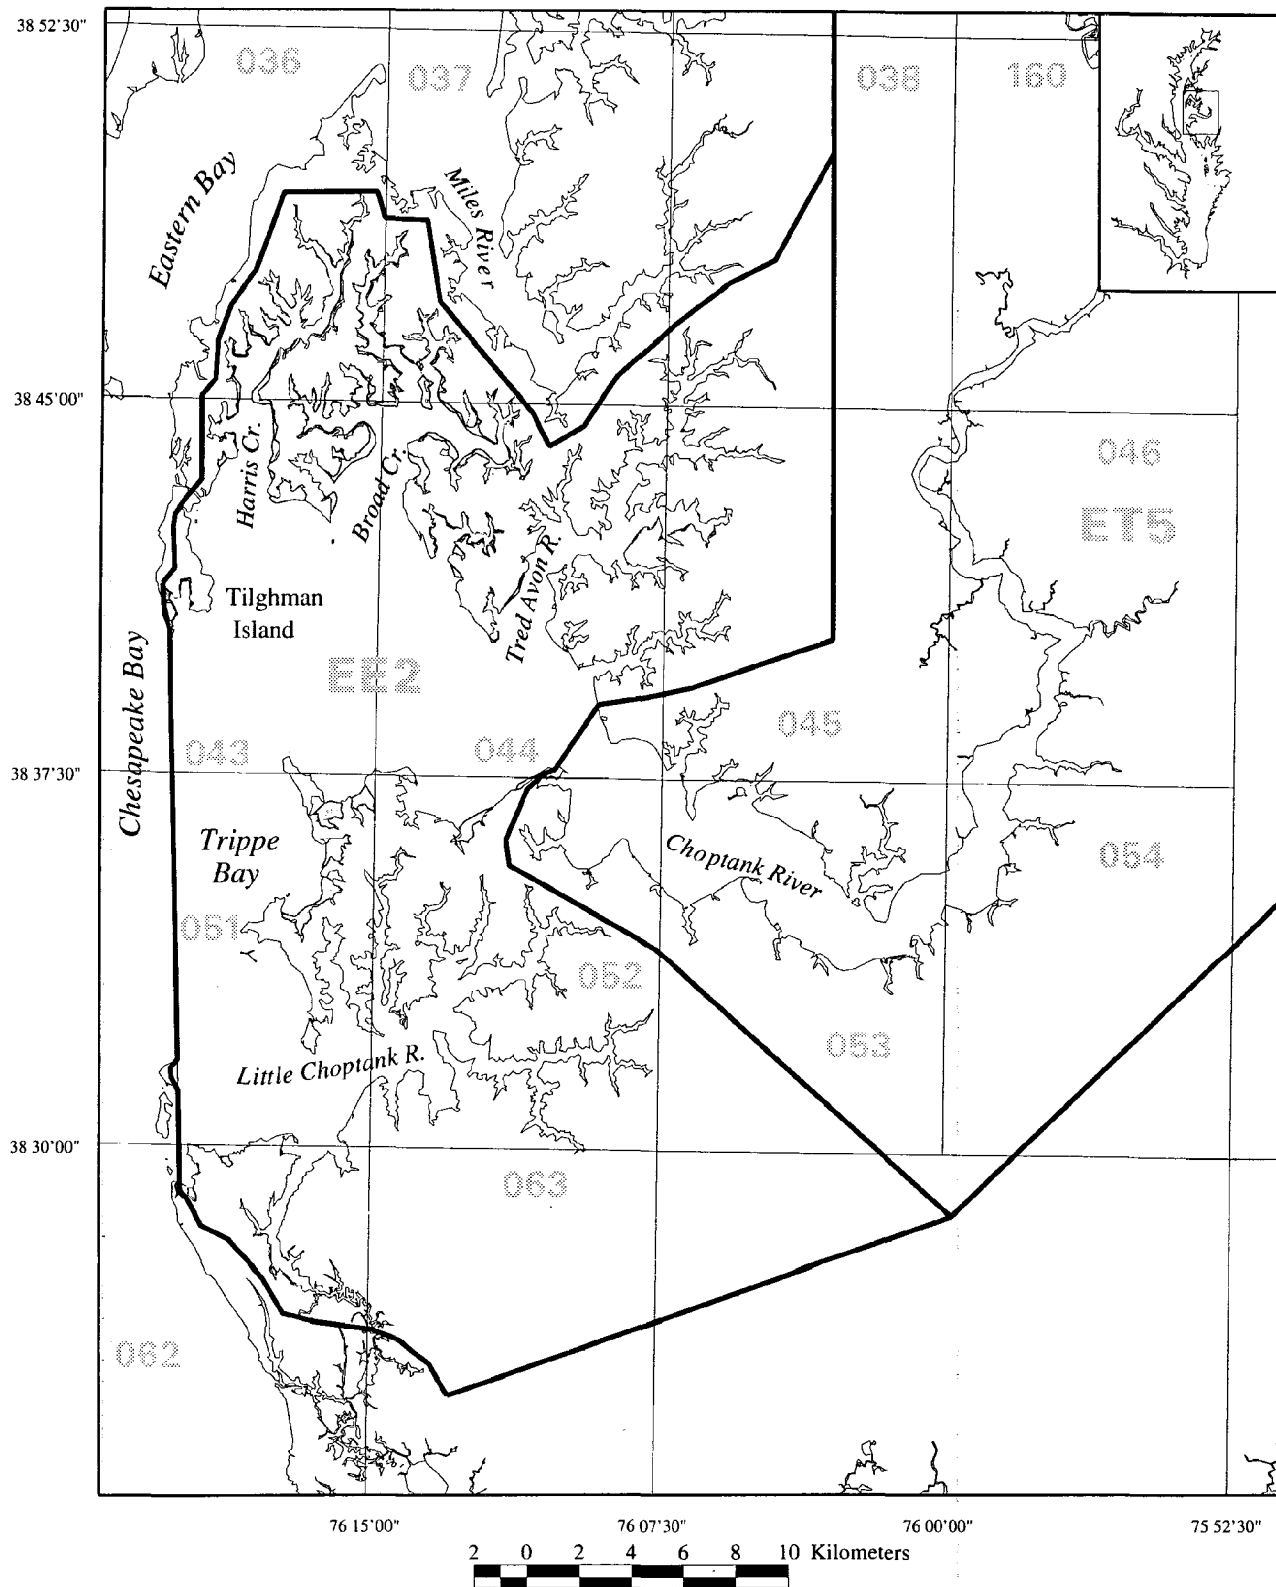 38 52'30"
036
037
038
160
Eastern Bay
Miles River
38 45'00"
Harris Cr.
Broad Cr.
046
ET5
Tred Avon R.
Tilghman
Island
EE2
Chesapeake Bay
043
044
045
38 37'30"
Trippe
Bay
Choptank River
054
051
052
053
Little Choptank R.
38 30'00"
063
062
76 15'00"
76 07'30"
76 00'00"
75 52'30"
2 0 2 4 6 8 10 Kilometers